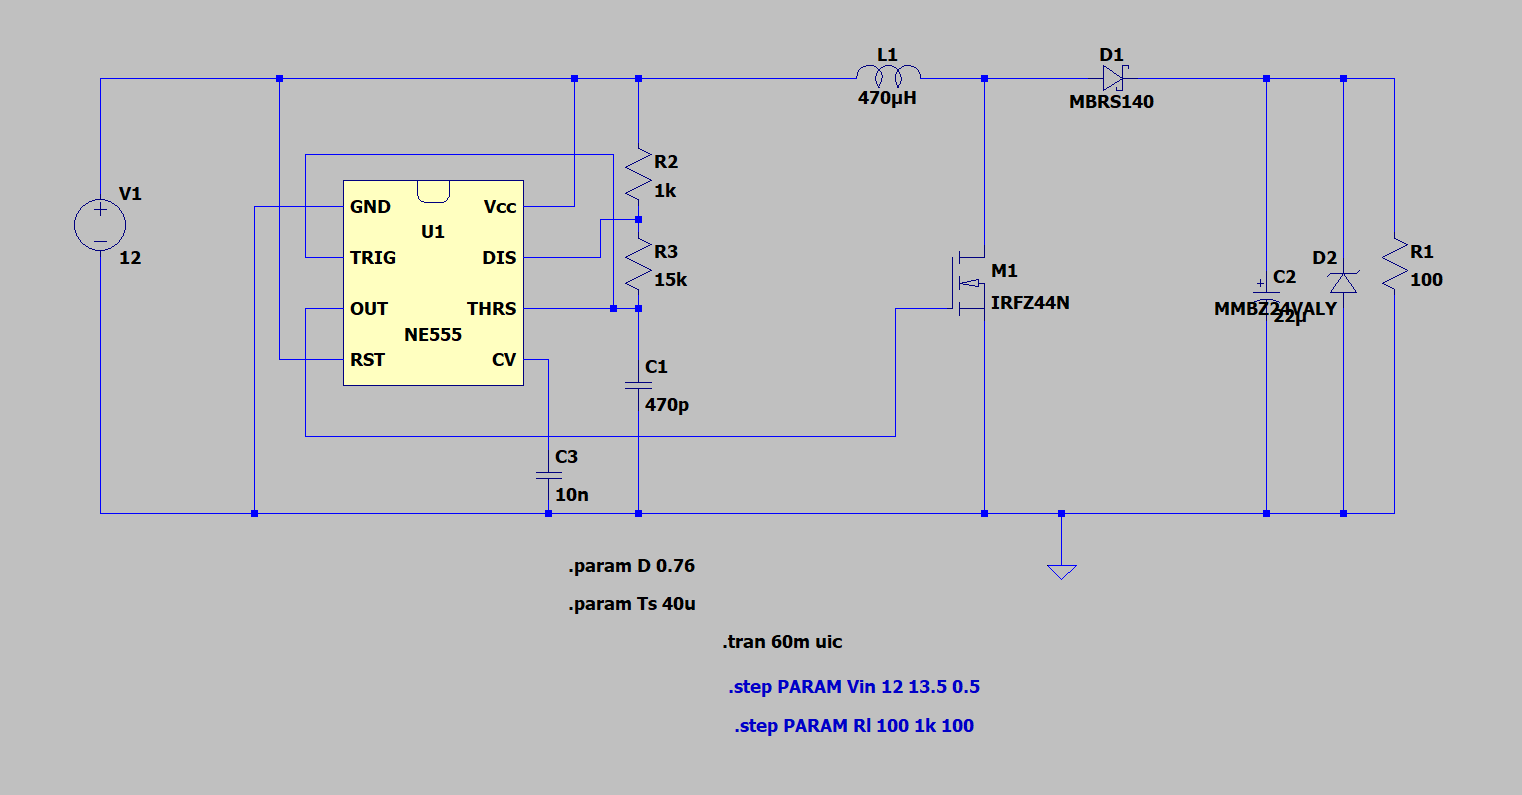 L1
470µH
D1
MBRS140
V1
12
GND
TRIG
OUT
RST
U1
NE555
Vcc
DIS
THRS
CV
R2
1k
R3
15k
C1
470p
C3
10n
M1
IRFZ44N
C2
22µ
D2
MMBZ24VALY
R1
100
.param D 0.76
.param Ts 40u
.tran 60m uic
.step PARAM Vin 12 13.5 0.5
.step PARAM Rl 100 1k 100